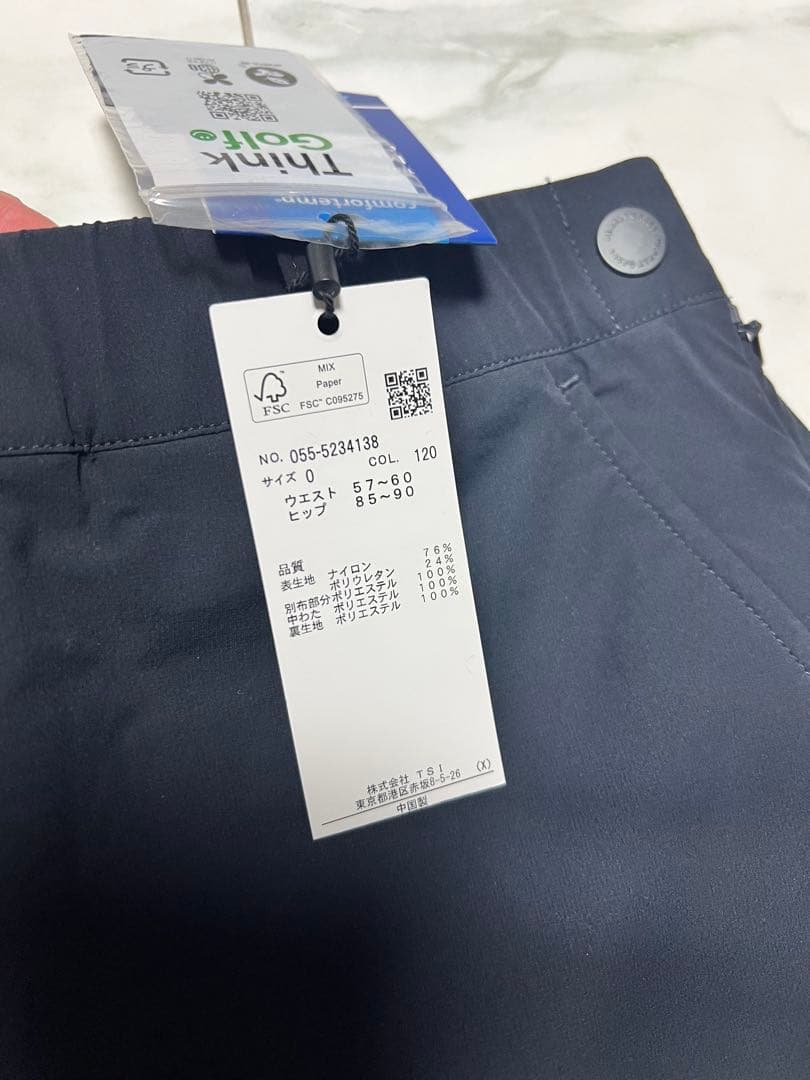 Think
Golf
comfortemp
MIX
Paper
FSC™ C095275
FSC
NO. 055-5234138
サイズ 0 COL. 120
ウエスト 57~60
ヒップ 85~90
品質
表生地 ナイロン 76%
ポリウレタン 24%
別布部分 ポリエステル 100%
中わた ポリエステル 100%
裏生地 ポリエステル 100%
株式会社 TSI (X)
東京都港区赤坂8-5-26
中国製